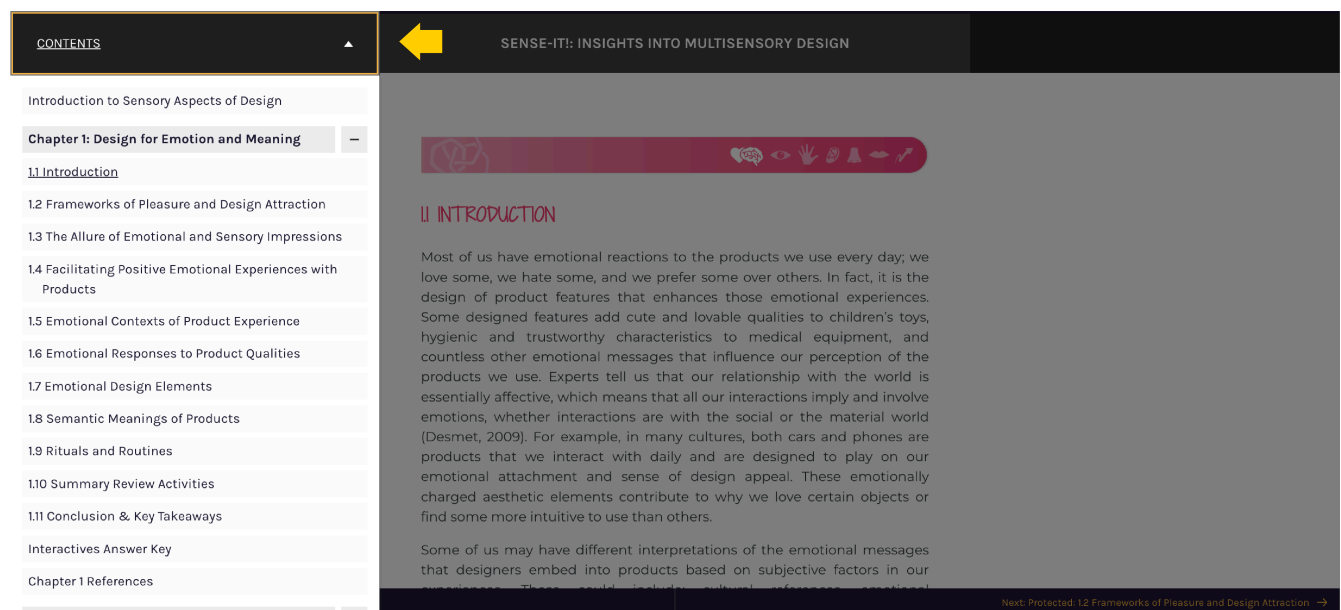 CONTENTS
SENSE-IT!: INSIGHTS INTO MULTISENSORY DESIGN
Introduction to Sensory Aspects of Design
Chapter 1: Design for Emotion and Meaning
1.1 Introduction
1.2 Frameworks of Pleasure and Design Attraction
1.3 The Allure of Emotional and Sensory Impressions
1.4 Facilitating Positive Emotional Experiences with
Products
1.5 Emotional Contexts of Product Experience
1.6 Emotional Responses to Product Qualities
1.7 Emotional Design Elements
1.8 Semantic Meanings of Products
1.9 Rituals and Routines
1.10 Summary Review Activities
1.11 Conclusion & Key Takeaways
Interactives Answer Key
Chapter 1 References
1.1 INTRODUCTION
Most of us have emotional reactions to the products we use every day; we
love some, we hate some, and we prefer some over others. In fact, it is the
design of product features that enhances those emotional experiences.
Some designed features add cute and lovable qualities to children's toys,
hygienic and trustworthy characteristics to medical equipment, and
countless other emotional messages that influence our perception of the
products we use. Experts tell us that our relationship with the world is
essentially affective, which means that all our interactions imply and involve
emotions, whether interactions are with the social or the material world
(Desmet, 2009). For example, in many cultures, both cars and phones are
products that we interact with daily and are designed to play on our
emotional attachment and sense of design appeal. These emotionally
charged aesthetic elements contribute to why we love certain objects or
find some more intuitive to use than others.
Some of us may have different interpretations of the emotional messages
that designers embed into products based on subjective factors in our
Next: Protected: 1.2 Frameworks of Pleasure and Design Attraction →